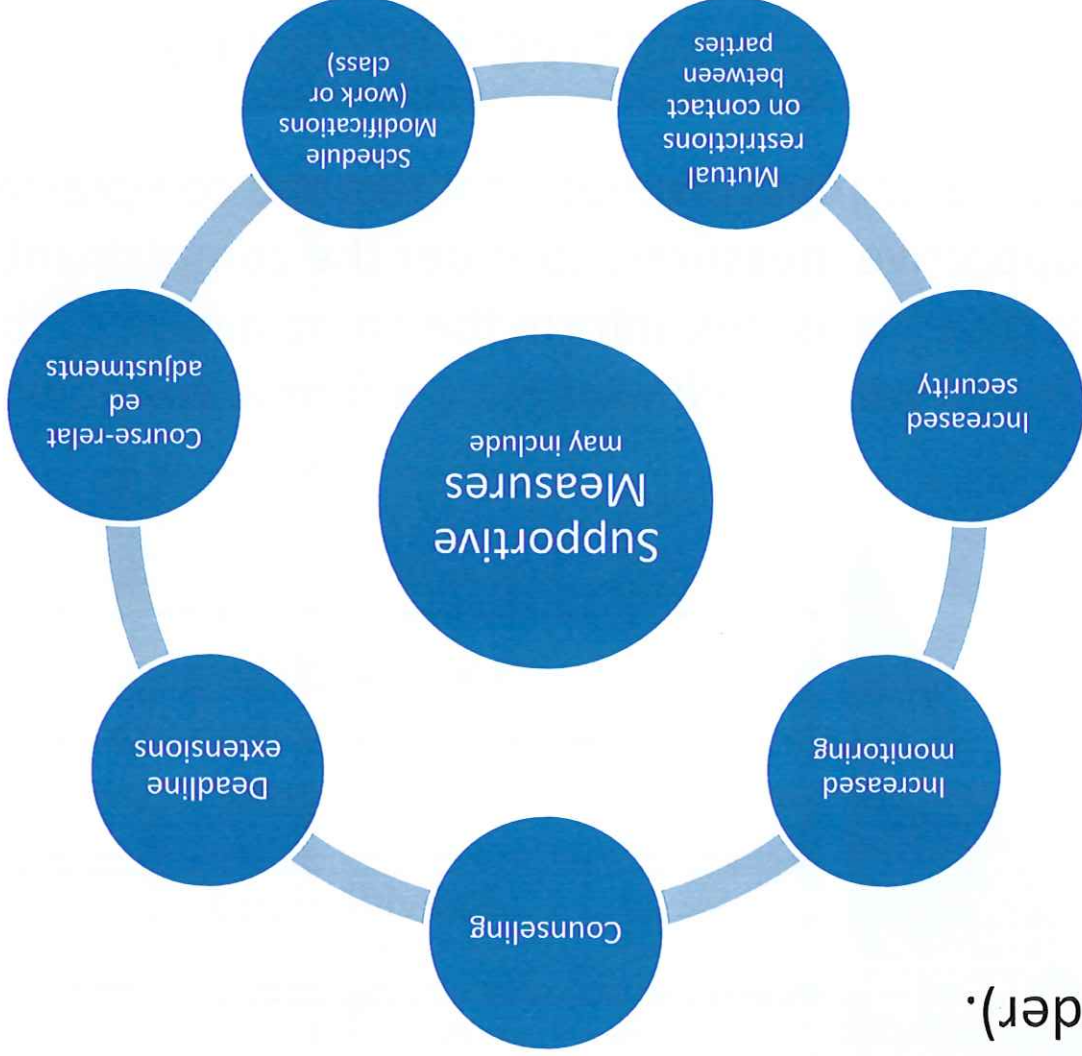 der).
Counseling
Deadline
extensions
Course-relat
ed
adjustments
Schedule
Modifications
(work or
class)
Mutual
restrictions
on contact
between
parties
Increased
security
Increased
monitoring
Supportive
Measures
may include